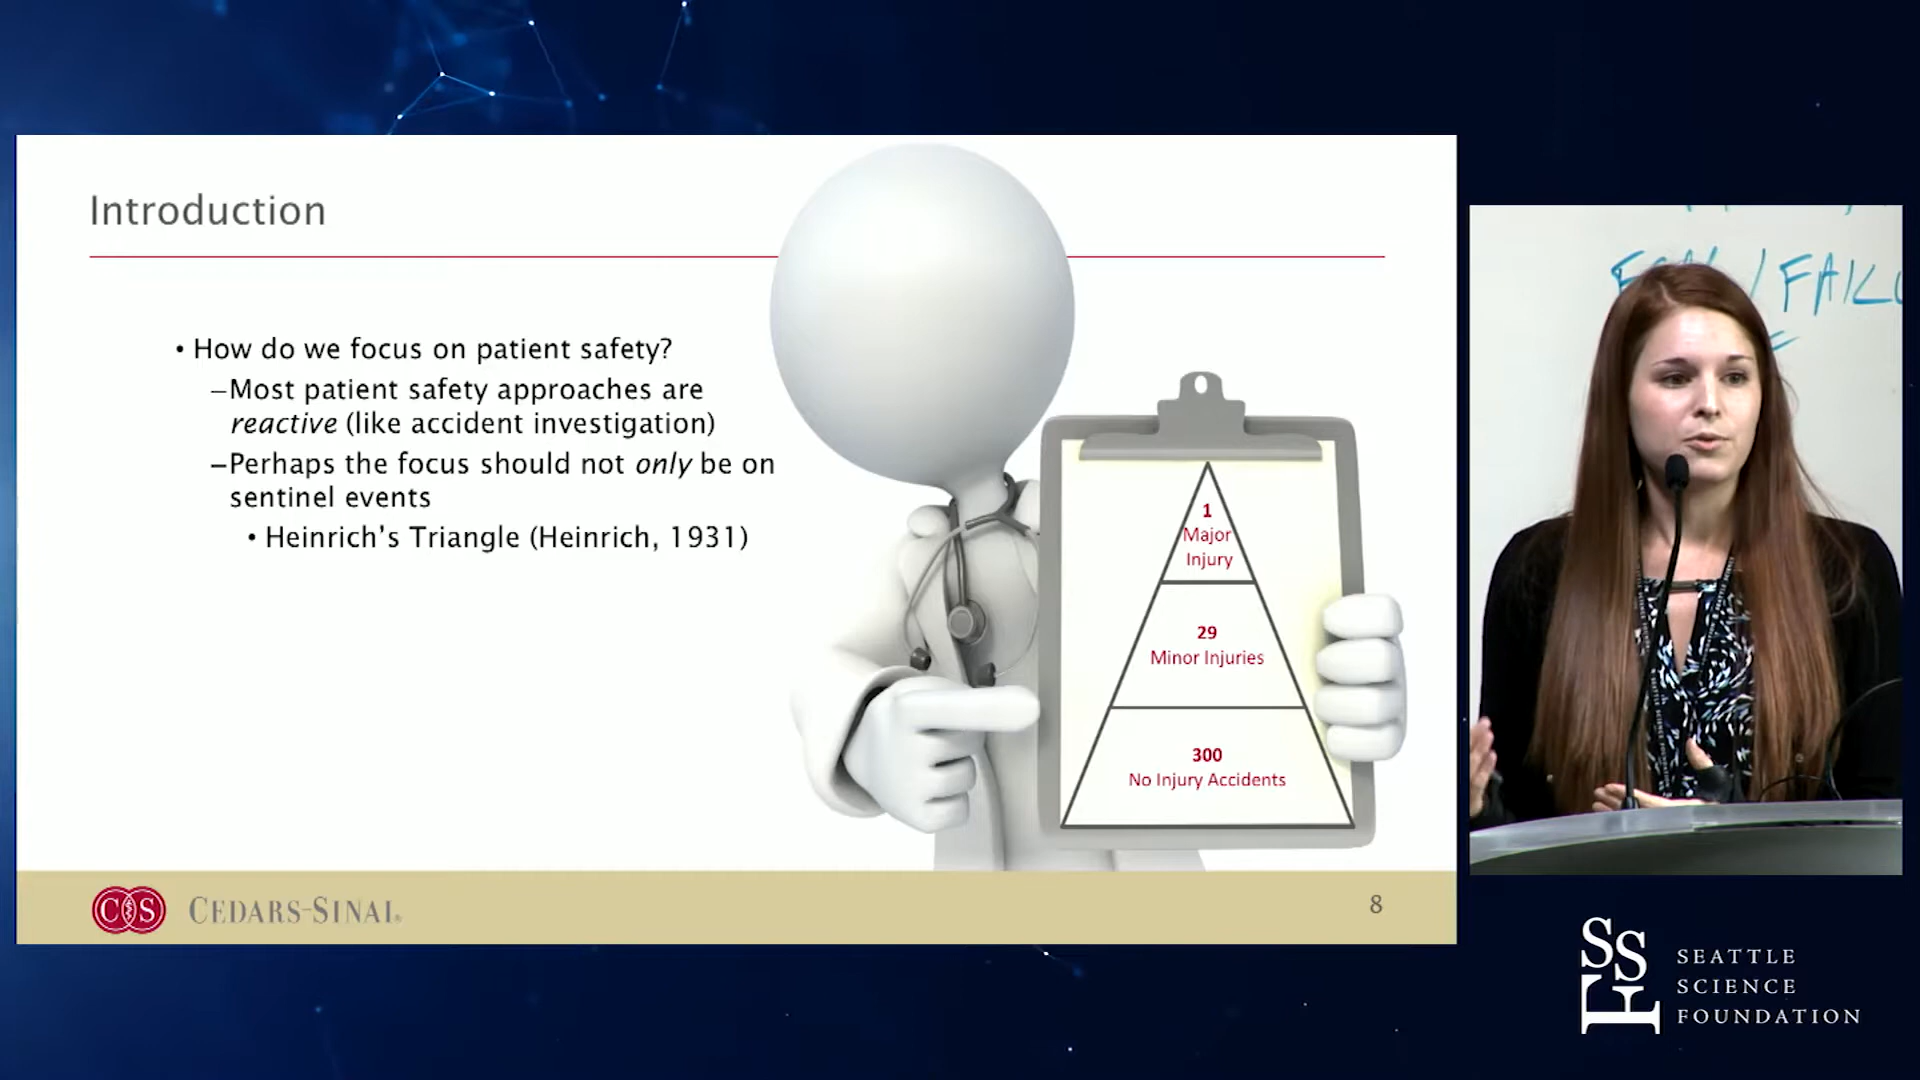 Introduction
• How do we focus on patient safety?
–Most patient safety approaches are
reactive (like accident investigation)
–Perhaps the focus should not only be on
sentinel events
• Heinrich's Triangle (Heinrich, 1931)
1
Major
Injury
29
Minor Injuries
300
No Injury Accidents
CS
CEDARS-SINAI®
8
SSF
SEATTLE
SCIENCE
FOUNDATION